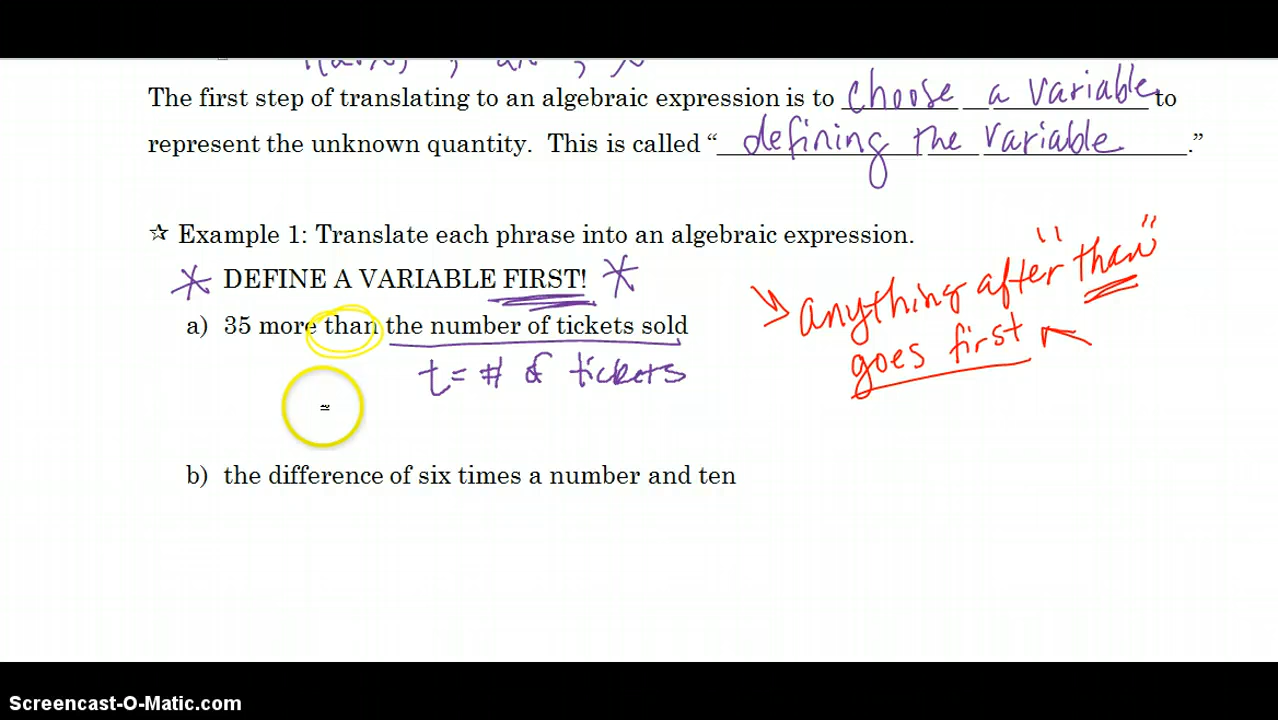 The first step of translating to an algebraic expression is to choose a variable to
represent the unknown quantity. This is called “ defining the variable .”
☆ Example 1: Translate each phrase into an algebraic expression.
* DEFINE A VARIABLE FIRST! *
a) 35 more than the number of tickets sold
t = # of tickets
anything after "than"
goes first
b) the difference of six times a number and ten
Screencast-O-Matic.com